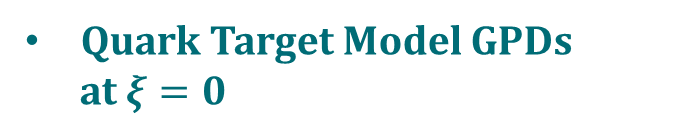 • Quark Target Model GPDs
at ξ = 0